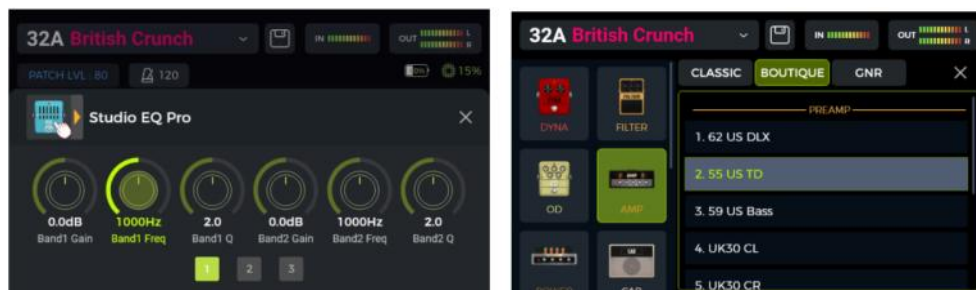 32A British Crunch
IN
OUT
L
R
PATCH LVL : 80
120
15%
Studio EQ Pro
0.0dB
1000Hz
2.0
0.0dB
1000Hz
2.0
Band1 Gain
Band1 Freq
Band1 Q
Band2 Gain
Band2 Freq
Band2 Q
1
2
3
32A British Crunch
IN
OUT
L
R
CLASSIC
BOUTIQUE
GNR
PREAMP
DYNA
FILTER
1. 62 US DLX
2. 55 US TD
OD
AMP
3. 59 US Bass
4. UK30 CL
5. UK30 CR